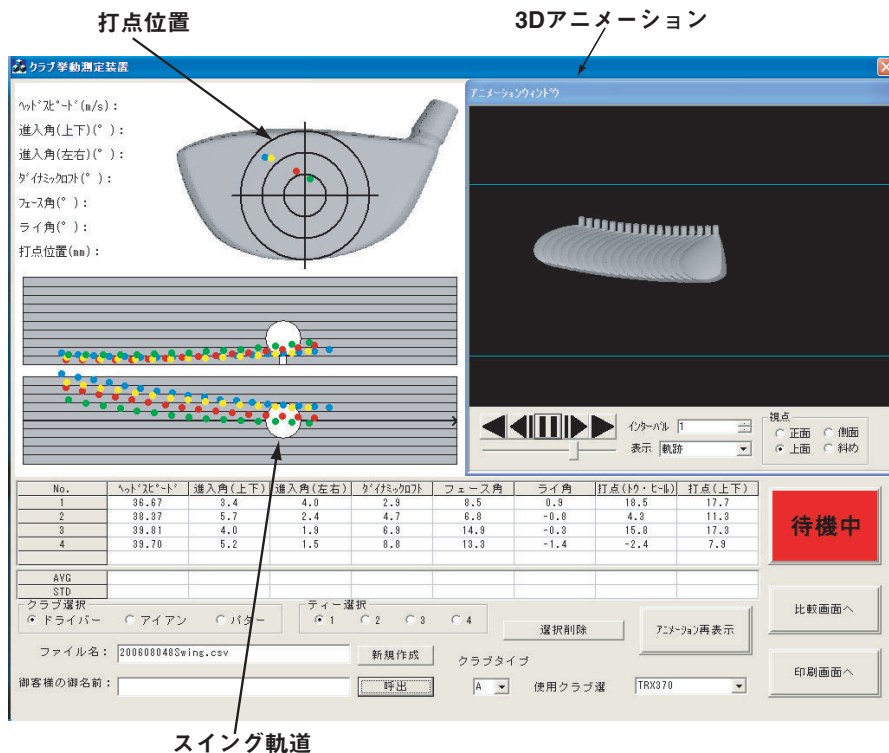 打点位置
3Dアニメーション
クラブ挙動測定装置
アニメーションウィンドウ
ヘッドスピード(m/s):
進入角(上下)(°):
進入角(左右)(°):
ダイナミックロフト(°):
フェース角(°):
ライ角(°):
打点位置(mm):
インターバル 1
表示 軌跡
視点
正面 側面
上面 斜め
No. ヘッドスピード 進入角(上下) 進入角(左右) ダイナミックロフト フェース角 ライ角 打点(トウ・ヒール) 打点(上下)
1 36.67 3.4 4.0 2.9 8.5 0.9 18.5 17.7
2 38.37 5.7 2.4 4.7 6.8 -0.8 4.3 11.3
3 39.81 4.0 1.9 6.9 14.9 -0.3 15.8 17.3
4 39.70 5.2 1.5 8.8 13.3 -1.4 -2.4 7.9
AVG
STD
待機中
クラブ選択
ドライバー アイアン パター
ティー選択
1 2 3 4
選択削除
アニメーション再表示
比較画面へ
ファイル名: 200608048Swing.csv
新規作成
クラブタイプ
御客様の御名前:
呼出
A
使用クラブ選
TRX370
印刷画面へ
スイング軌道